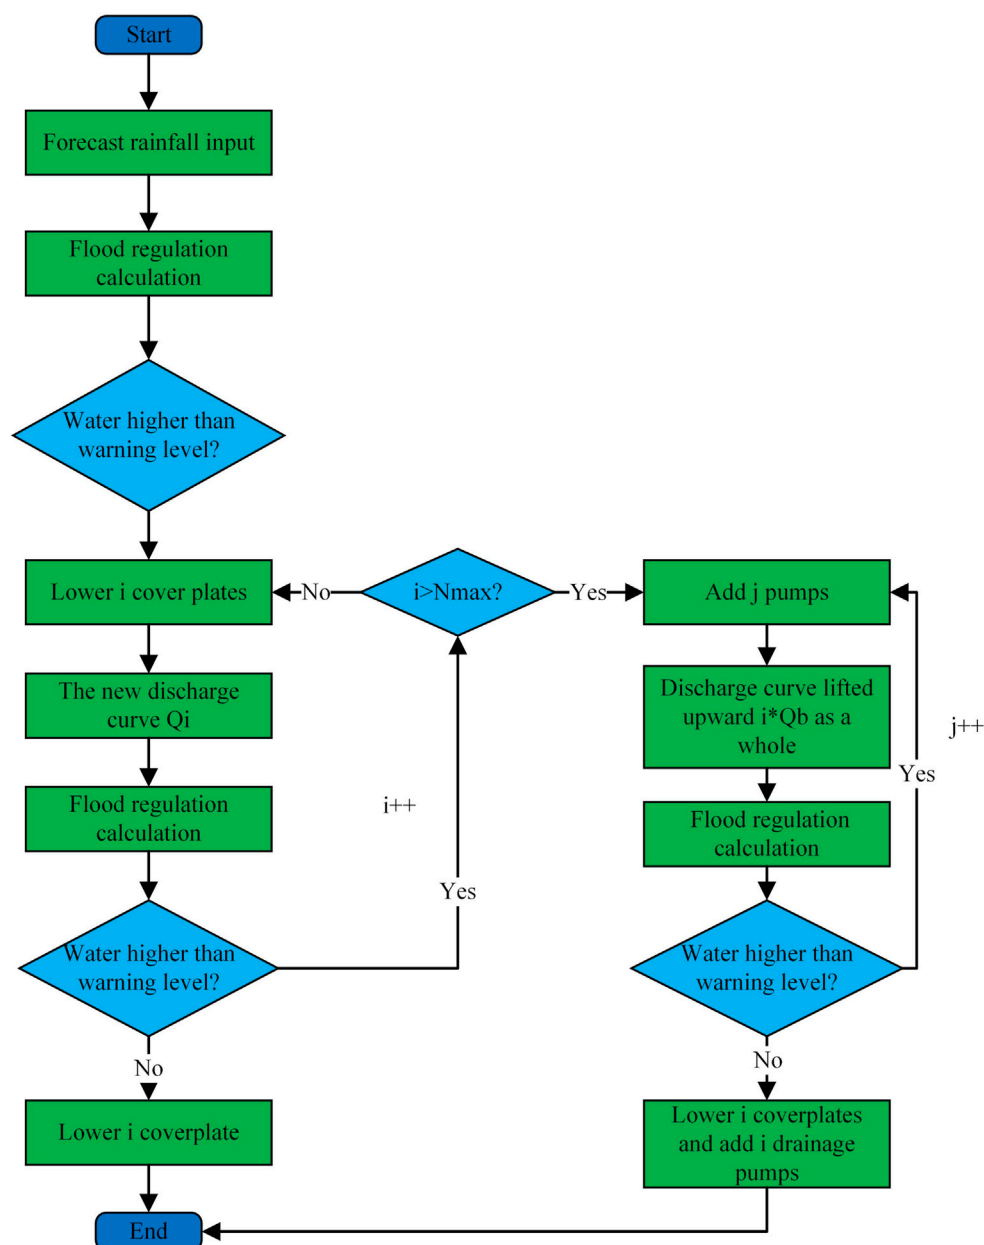 Start
Forecast rainfall input
Flood regulation
calculation
Water higher than
warning level?
Lower i cover plates
No
i>Nmax?
Yes
Add j pumps
The new discharge
curve Qi
Discharge curve lifted
upward i*Qb as a
whole
j++
Yes
Flood regulation
calculation
i++
Flood regulation
calculation
Yes
Water higher than
warning level?
Water higher than
warning level?
No
No
Lower i coverplate
Lower i coverplates
and add i drainage
pumps
End